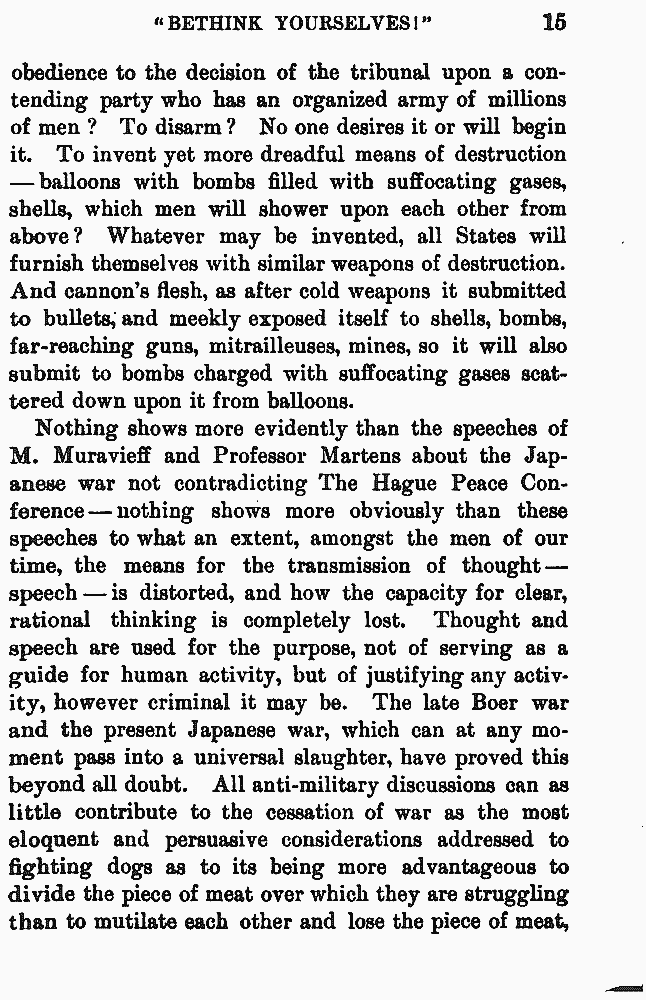 "BETHINK YOURSELVES!" 15
obedience to the decision of the tribunal upon a con-
tending party who has an organized army of millions
of men? To disarm? No one desires it or will begin
it. To invent yet more dreadful means of destruction
— balloons with bombs filled with suffocating gases,
shells, which men will shower upon each other from
above? Whatever may be invented, all States will
furnish themselves with similar weapons of destruction.
And cannon's flesh, as after cold weapons it submitted
to bullets, and meekly exposed itself to shells, bombs,
far-reaching guns, mitrailleuses, mines, so it will also
submit to bombs charged with suffocating gases scat-
tered down upon it from balloons.
Nothing shows more evidently than the speeches of
M. Muravieff and Professor Martens about the Jap-
anese war not contradicting The Hague Peace Con-
ference — nothing shows more obviously than these
speeches to what an extent, amongst the men of our
time, the means for the transmission of thought —
speech — is distorted, and how the capacity for clear,
rational thinking is completely lost. Thought and
speech are used for the purpose, not of serving as a
guide for human activity, but of justifying any activ-
ity, however criminal it may be. The late Boer war
and the present Japanese war, which can at any mo-
ment pass into a universal slaughter, have proved this
beyond all doubt. All anti-military discussions can as
little contribute to the cessation of war as the most
eloquent and persuasive considerations addressed to
fighting dogs as to its being more advantageous to
divide the piece of meat over which they are struggling
than to mutilate each other and lose the piece of meat,